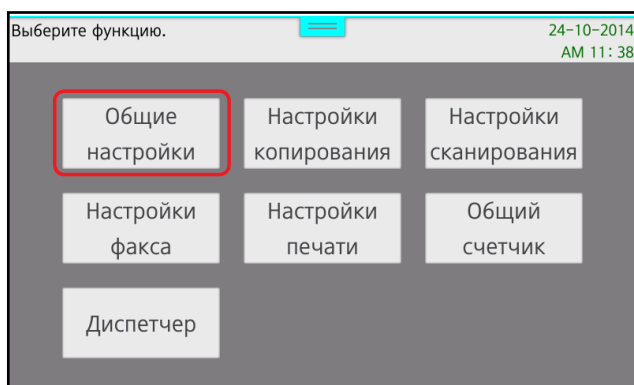 Выберите функцию.
24-10-2014
AM 11:38
Общие
настройки
Настройки
копирования
Настройки
сканирования
Настройки
факса
Настройки
печати
Общий
счетчик
Диспетчер